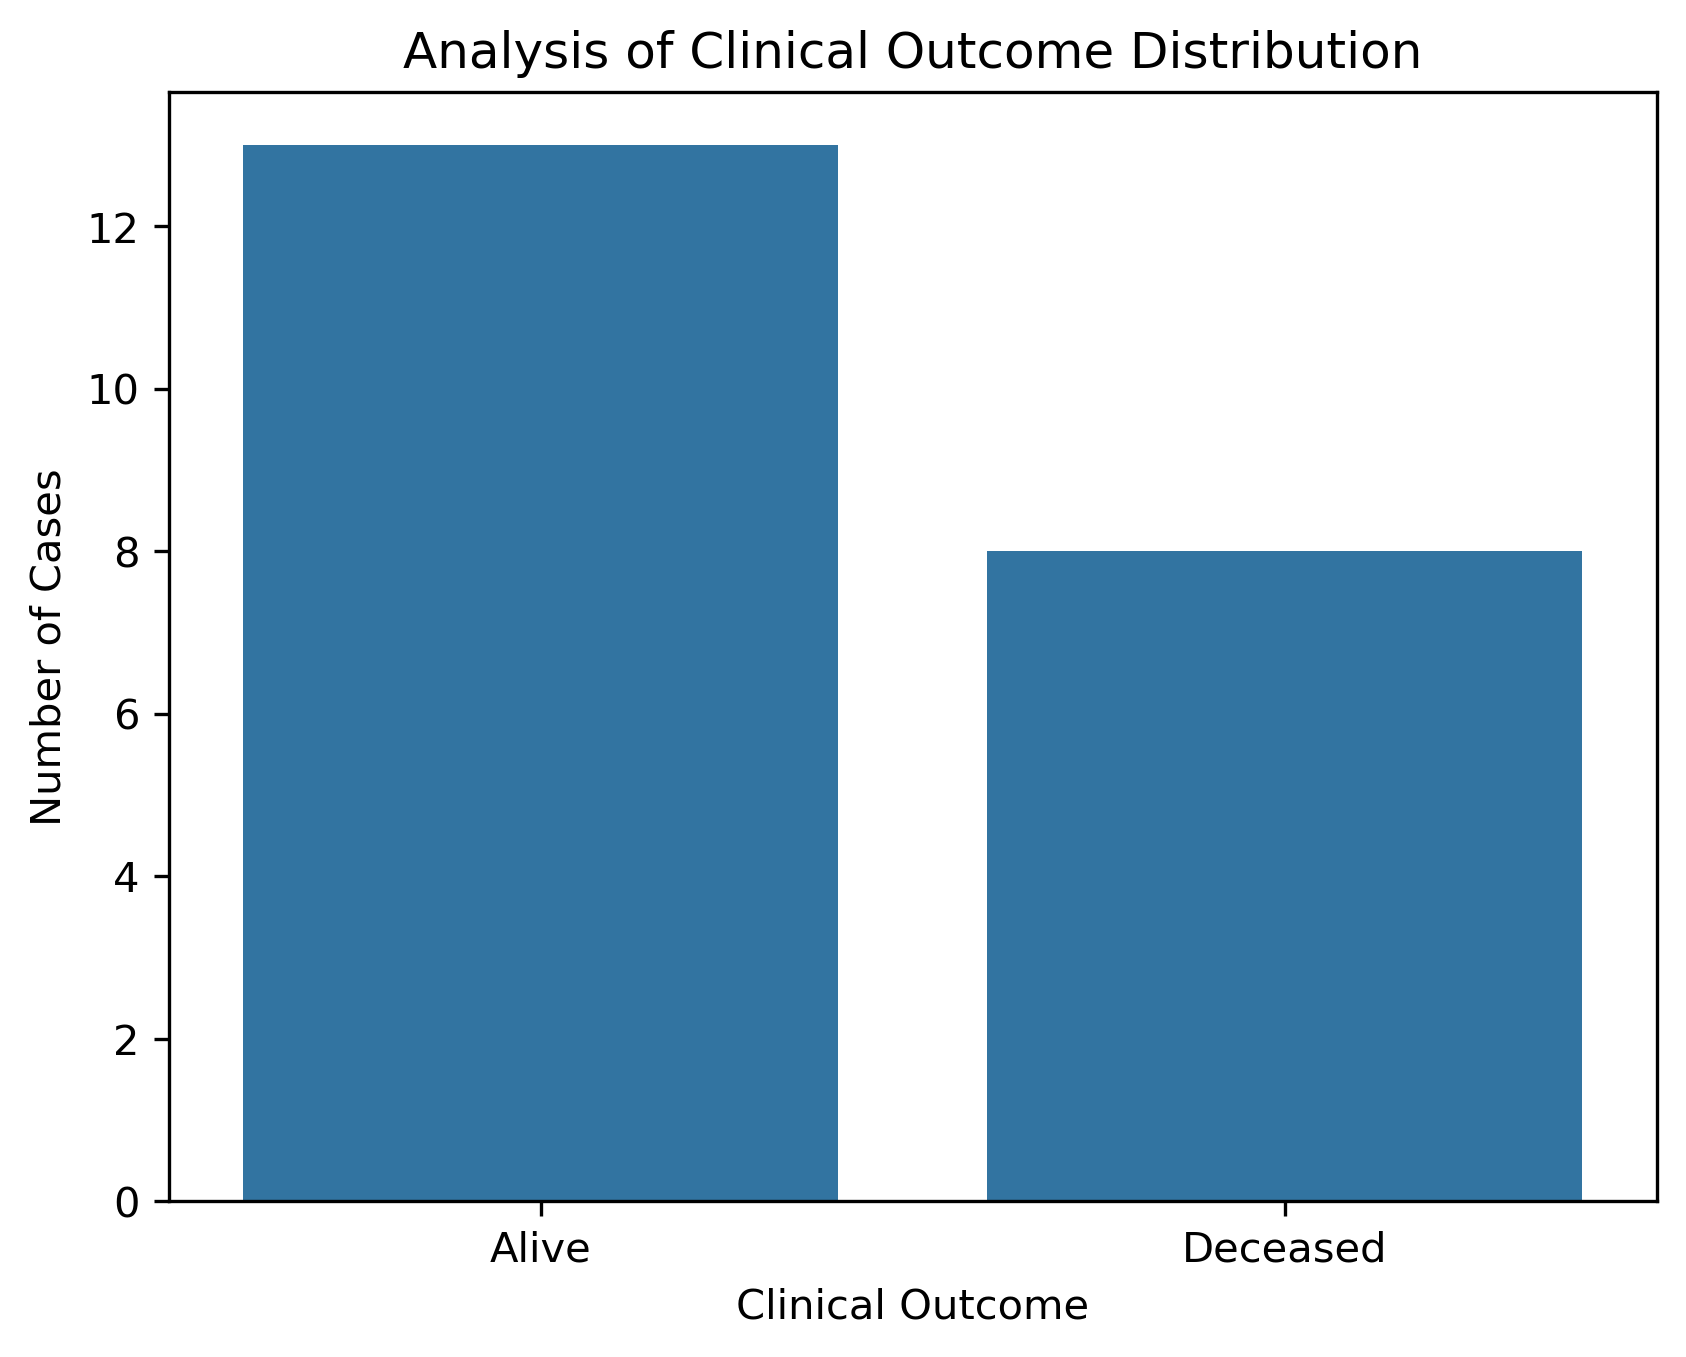 Analysis of Clinical Outcome Distribution
Number of Cases
12
10
8
6
4
2
0
Alive
Deceased
Clinical Outcome